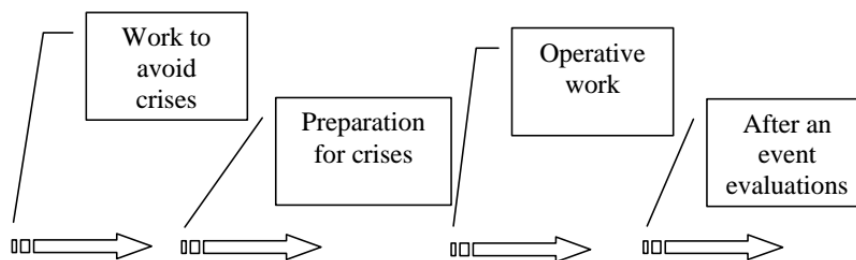 Work to
avoid
crises
Preparation
for crises
Operative
work
After an
event
evaluations